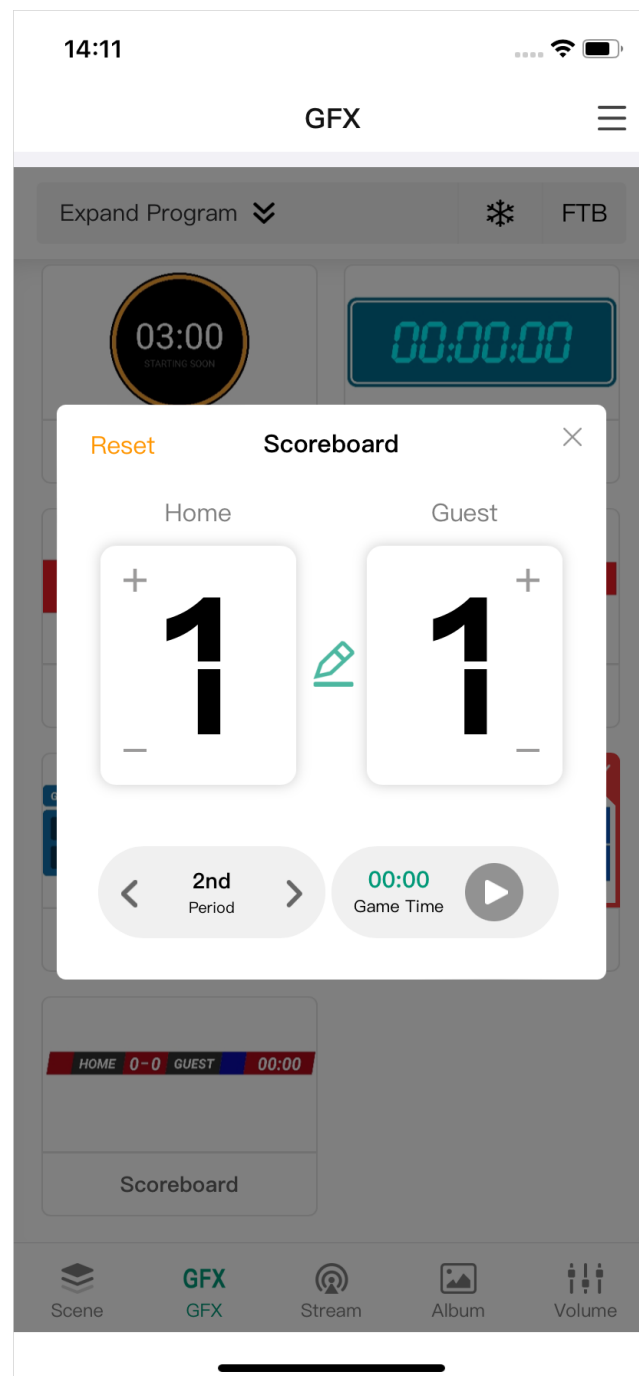 14:11
GFX
Expand Program
FTB
03:00
STARTING SOON
00:00:00
Reset
Scoreboard
Home
Guest
+
+
1
1
−
−
2nd
Period
00:00
Game Time
HOME 0-0 GUEST 00:00
Scoreboard
GFX
Scene
GFX
Stream
Album
Volume